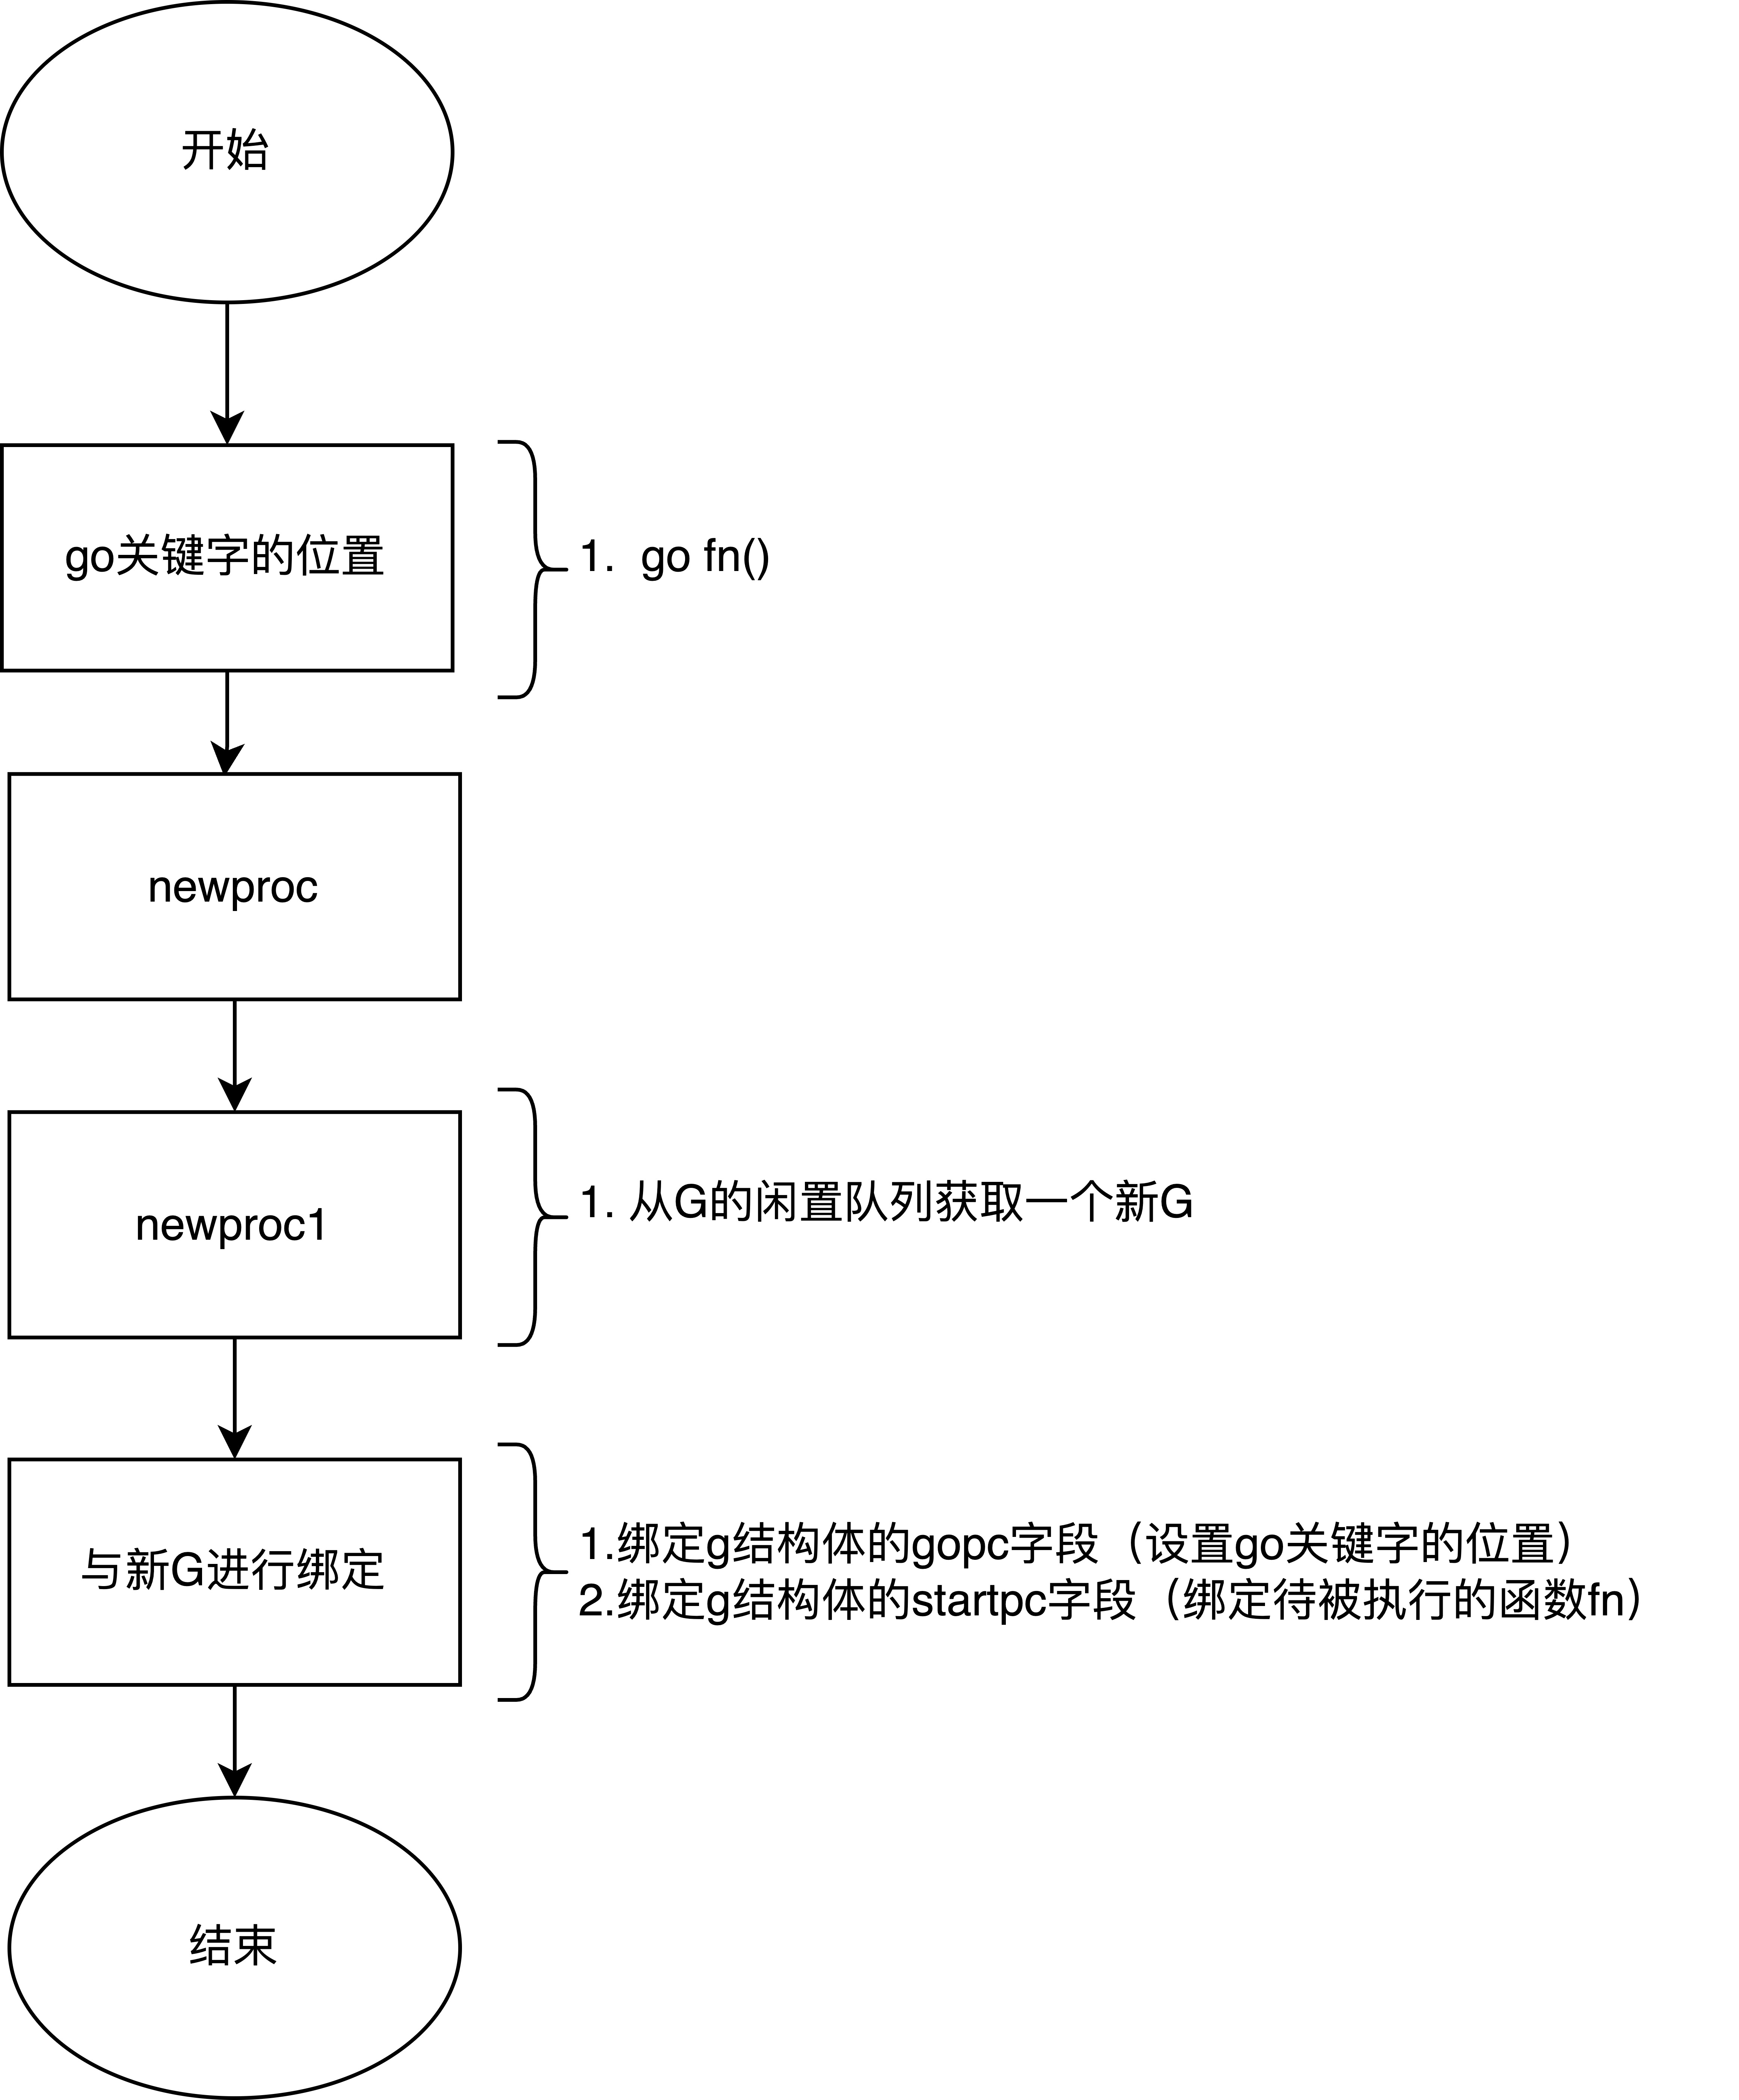 开始
go关键字的位置
1.  go fn()
newproc
newproc1
1. 从G的闲置队列获取一个新G
与新G进行绑定
1.绑定g结构体的gopc字段（设置go关键字的位置）
2.绑定g结构体的startpc字段（绑定待被执行的函数fn）
结束